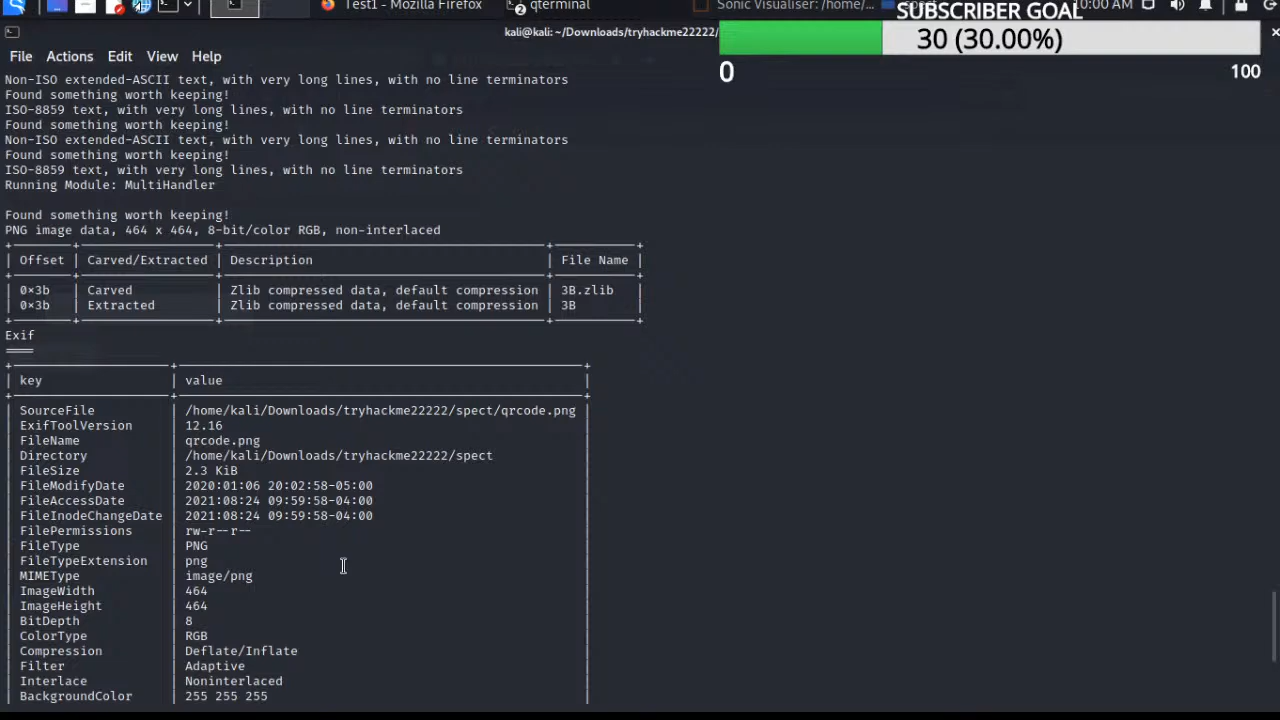 Test1 - Mozilla Firefox
2
qterminal
Sonic Visualiser: /home/...
10:00 AM
SUBSCRIBER GOAL
30 (30.00%)
0
100
kali@kali: ~/Downloads/tryhackme22222/
File Actions Edit View Help
Non-ISO extended-ASCII text, with very long lines, with no line terminators
Found something worth keeping!
ISO-8859 text, with very long lines, with no line terminators
Found something worth keeping!
Non-ISO extended-ASCII text, with very long lines, with no line terminators
Found something worth keeping!
ISO-8859 text, with very long lines, with no line terminators
Running Module: MultiHandler
Found something worth keeping!
PNG image data, 464 x 464, 8-bit/color RGB, non-interlaced
Offset | Carved/Extracted | Description | File Name
0×3b | Carved | Zlib compressed data, default compression | 3B.zlib
0×3b | Extracted | Zlib compressed data, default compression | 3B
Exif
====
key | value
SourceFile | /home/kali/Downloads/tryhackme22222/spect/qrcode.png
ExifToolVersion | 12.16
FileName | qrcode.png
Directory | /home/kali/Downloads/tryhackme22222/spect
FileSize | 2.3 KiB
FileModifyDate | 2020:01:06 20:02:58-05:00
FileAccessDate | 2021:08:24 09:59:58-04:00
FileInodeChangeDate | 2021:08:24 09:59:58-04:00
FilePermissions | rw-r--r--
FileType | PNG
FileTypeExtension | png
MIMEType | image/png
ImageWidth | 464
ImageHeight | 464
BitDepth | 8
ColorType | RGB
Compression | Deflate/Inflate
Filter | Adaptive
Interlace | Noninterlaced
BackgroundColor | 255 255 255